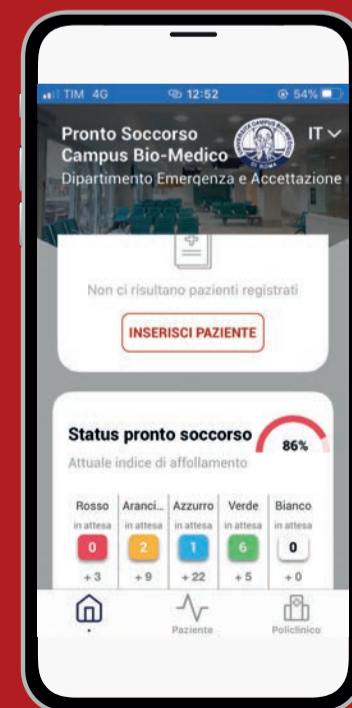 TIM 4G 12:52 54%
Pronto Soccorso
Campus Bio-Medico
Dipartimento Emergenza e Accettazione
IT
Non ci risultano pazienti registrati
INSERISCI PAZIENTE
Status pronto soccorso
Attuale indice di affollamento
86%
Rosso Aranci... Azzurro Verde Bianco
in attesa in attesa in attesa in attesa in attesa
0 2 1 6 0
+ 3 + 9 + 22 + 5 + 0
Paziente Policlinico